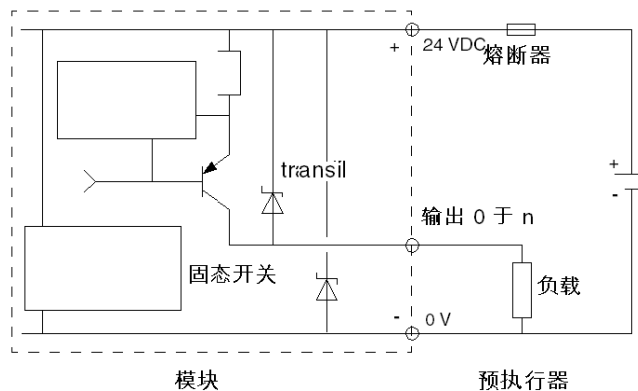 + 24 VDC
熔断器
transil
+
-
输出 0 于 n
固态开关
负载
- 0 V
模块
预执行器